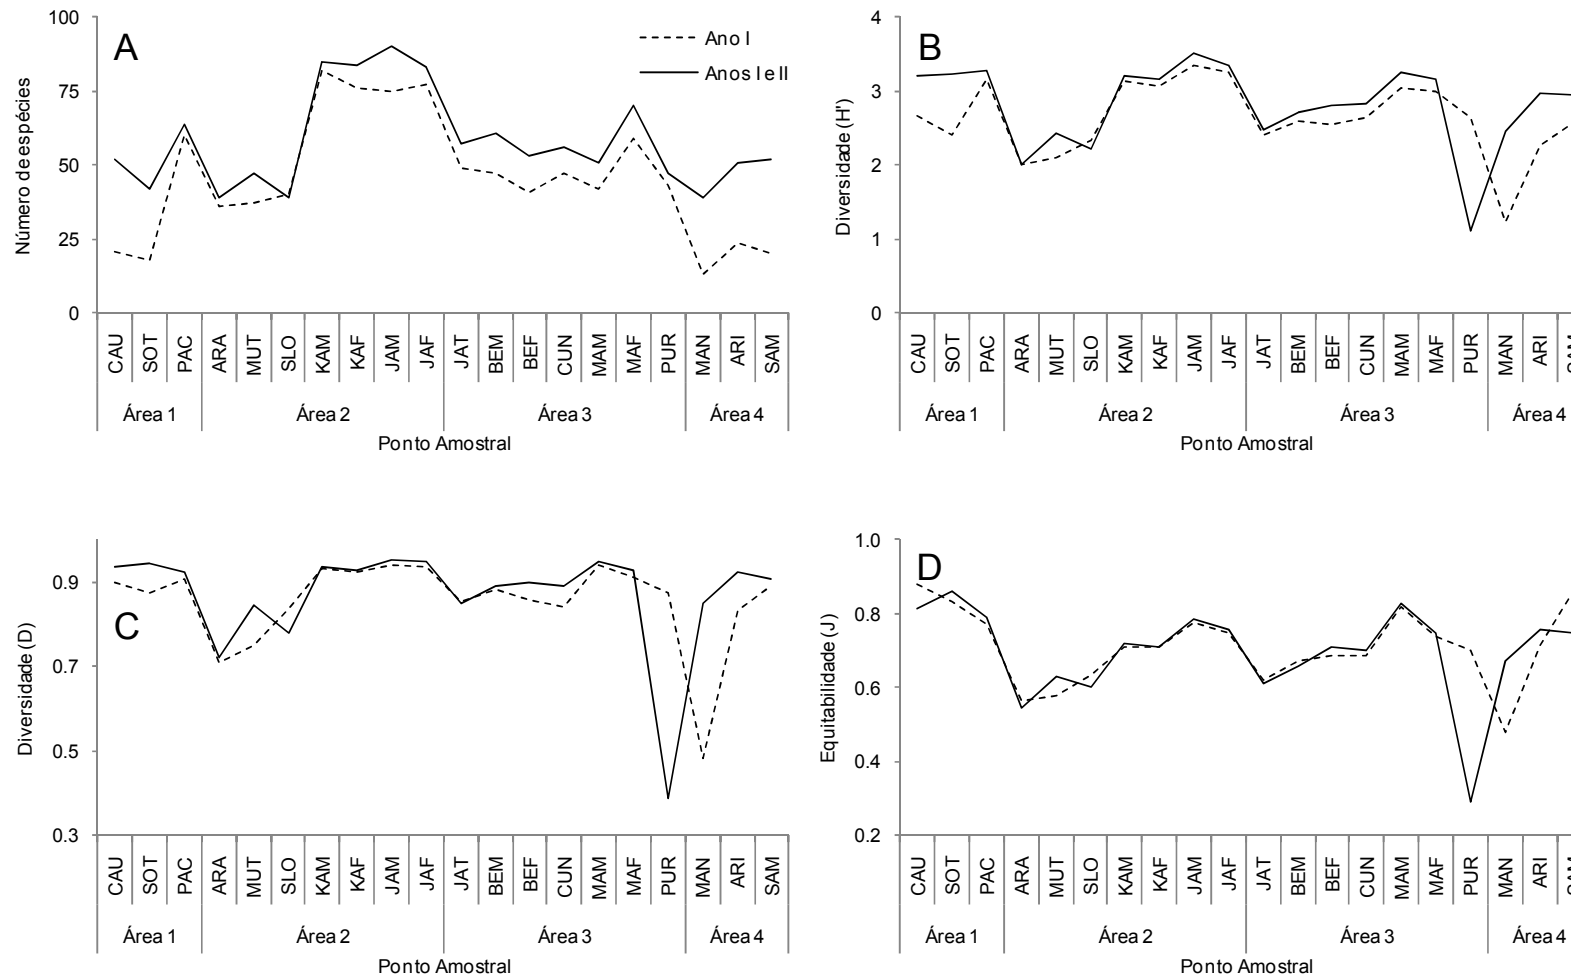 A
Número de espécies
100
75
50
25
0
Ano I
Anos I e II
CAU SOT PAC ARA MUT SLO KAM KAF JAM JAF JAT BEM BEF CUN MAM MAF PUR MAN ARI SAM
Área 1 Área 2 Área 3 Área 4
Ponto Amostral
B
Diversidade (H')
4
3
2
1
0
CAU SOT PAC ARA MUT SLO KAM KAF JAM JAF JAT BEM BEF CUN MAM MAF PUR MAN ARI SAM
Área 1 Área 2 Área 3 Área 4
Ponto Amostral
C
Diversidade (D)
0.9
0.7
0.5
0.3
CAU SOT PAC ARA MUT SLO KAM KAF JAM JAF JAT BEM BEF CUN MAM MAF PUR MAN ARI SAM
Área 1 Área 2 Área 3 Área 4
Ponto Amostral
D
Equitabilidade (J)
1.0
0.8
0.6
0.4
0.2
CAU SOT PAC ARA MUT SLO KAM KAF JAM JAF JAT BEM BEF CUN MAM MAF PUR MAN ARI SAM
Área 1 Área 2 Área 3 Área 4
Ponto Amostral